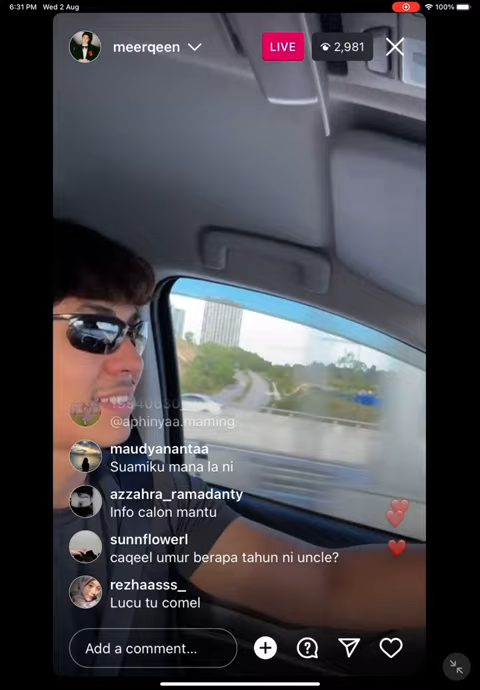 6:31 PM Wed 2 Aug
100%
meerqeen
LIVE
2,981
@aphinyaa.maming
maudyanantaa
Suamiku mana la ni
azzahra_ramadanty
Info calon mantu
sunnflowerl
caqeel umur berapa tahun ni uncle?
rezhaasss_
Lucu tu comel
Add a comment...